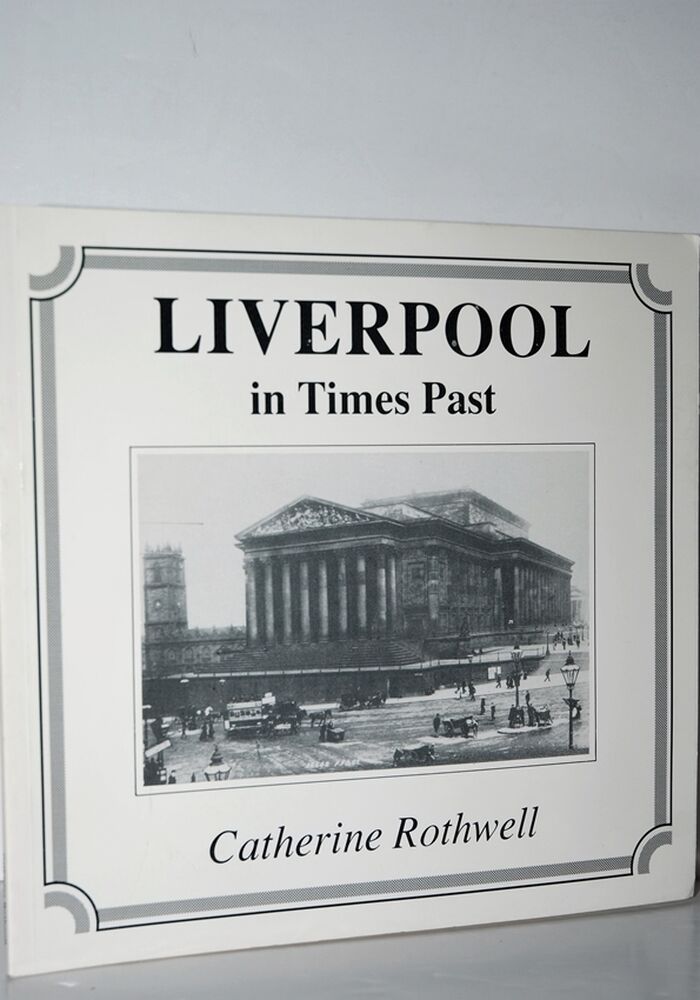 LIVERPOOL
in Times Past
Catherine Rothwell